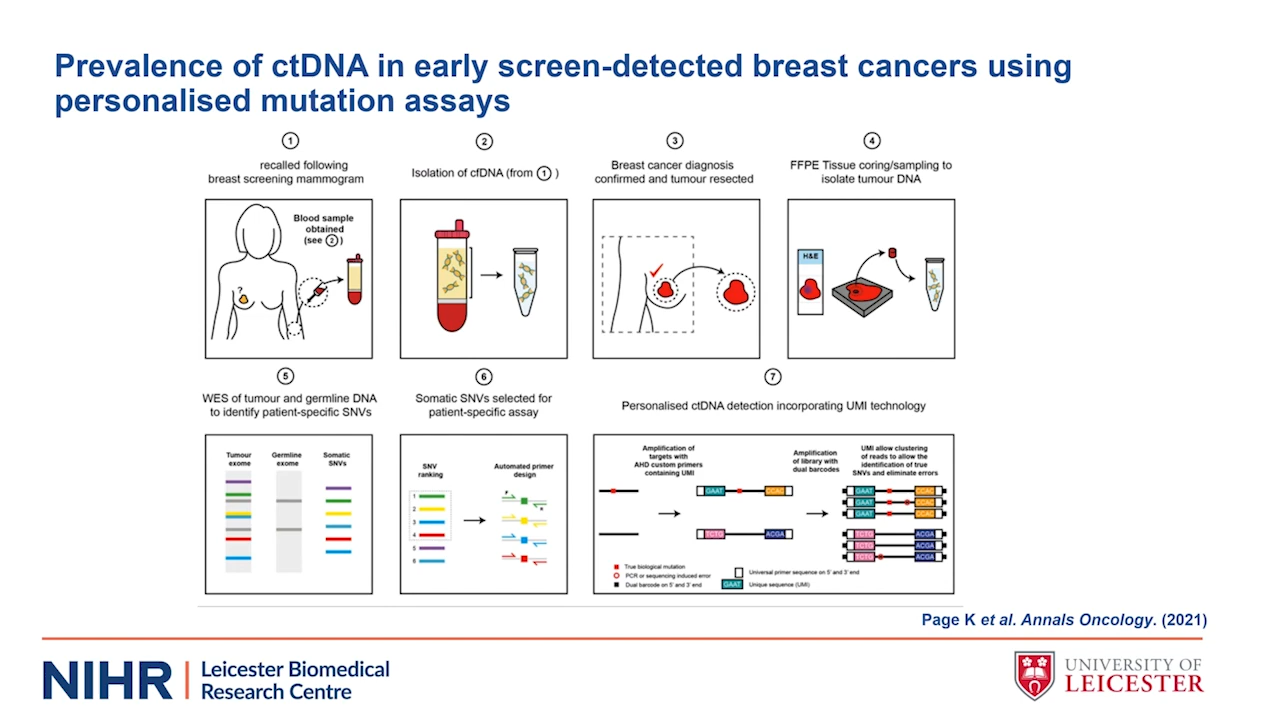 Prevalence of ctDNA in early screen-detected breast cancers using
personalised mutation assays
1
recalled following
breast screening mammogram
Blood sample
obtained
(see 2)
?
2
Isolation of cfDNA (from 1 )
3
Breast cancer diagnosis
confirmed and tumour resected
4
FFPE Tissue coring/sampling to
isolate tumour DNA
H&E
5
WES of tumour and germline DNA
to identify patient-specific SNVs
Tumour
exome
Germline
exome
Somatic
SNVs
6
Somatic SNVs selected for
patient-specific assay
SNV
ranking
Automated primer
design
1
2
3
4
5
6
F
R
7
Personalised ctDNA detection incorporating UMI technology
Amplification of
targets with
AHD custom primers
containing UMI
Amplification
of library with
dual barcodes
UMI allow clustering
of reads to allow the
identification of true
SNVs and eliminate errors
GAAT CCAC
TCTG ACGA
GAAT CCAC
GAAT CCAC
GAAT CCAC
TCTG ACGA
TCTG ACGA
TCTG ACGA
True biological mutation
PCR or sequencing induced error
Dual barcode on 5' and 3' end
Universal primer sequence on 5' and 3' end
GAAT Unique sequence (UMI)
Page K et al. Annals Oncology. (2021)
NIHR
Leicester Biomedical
Research Centre
UNIVERSITY OF
LEICESTER